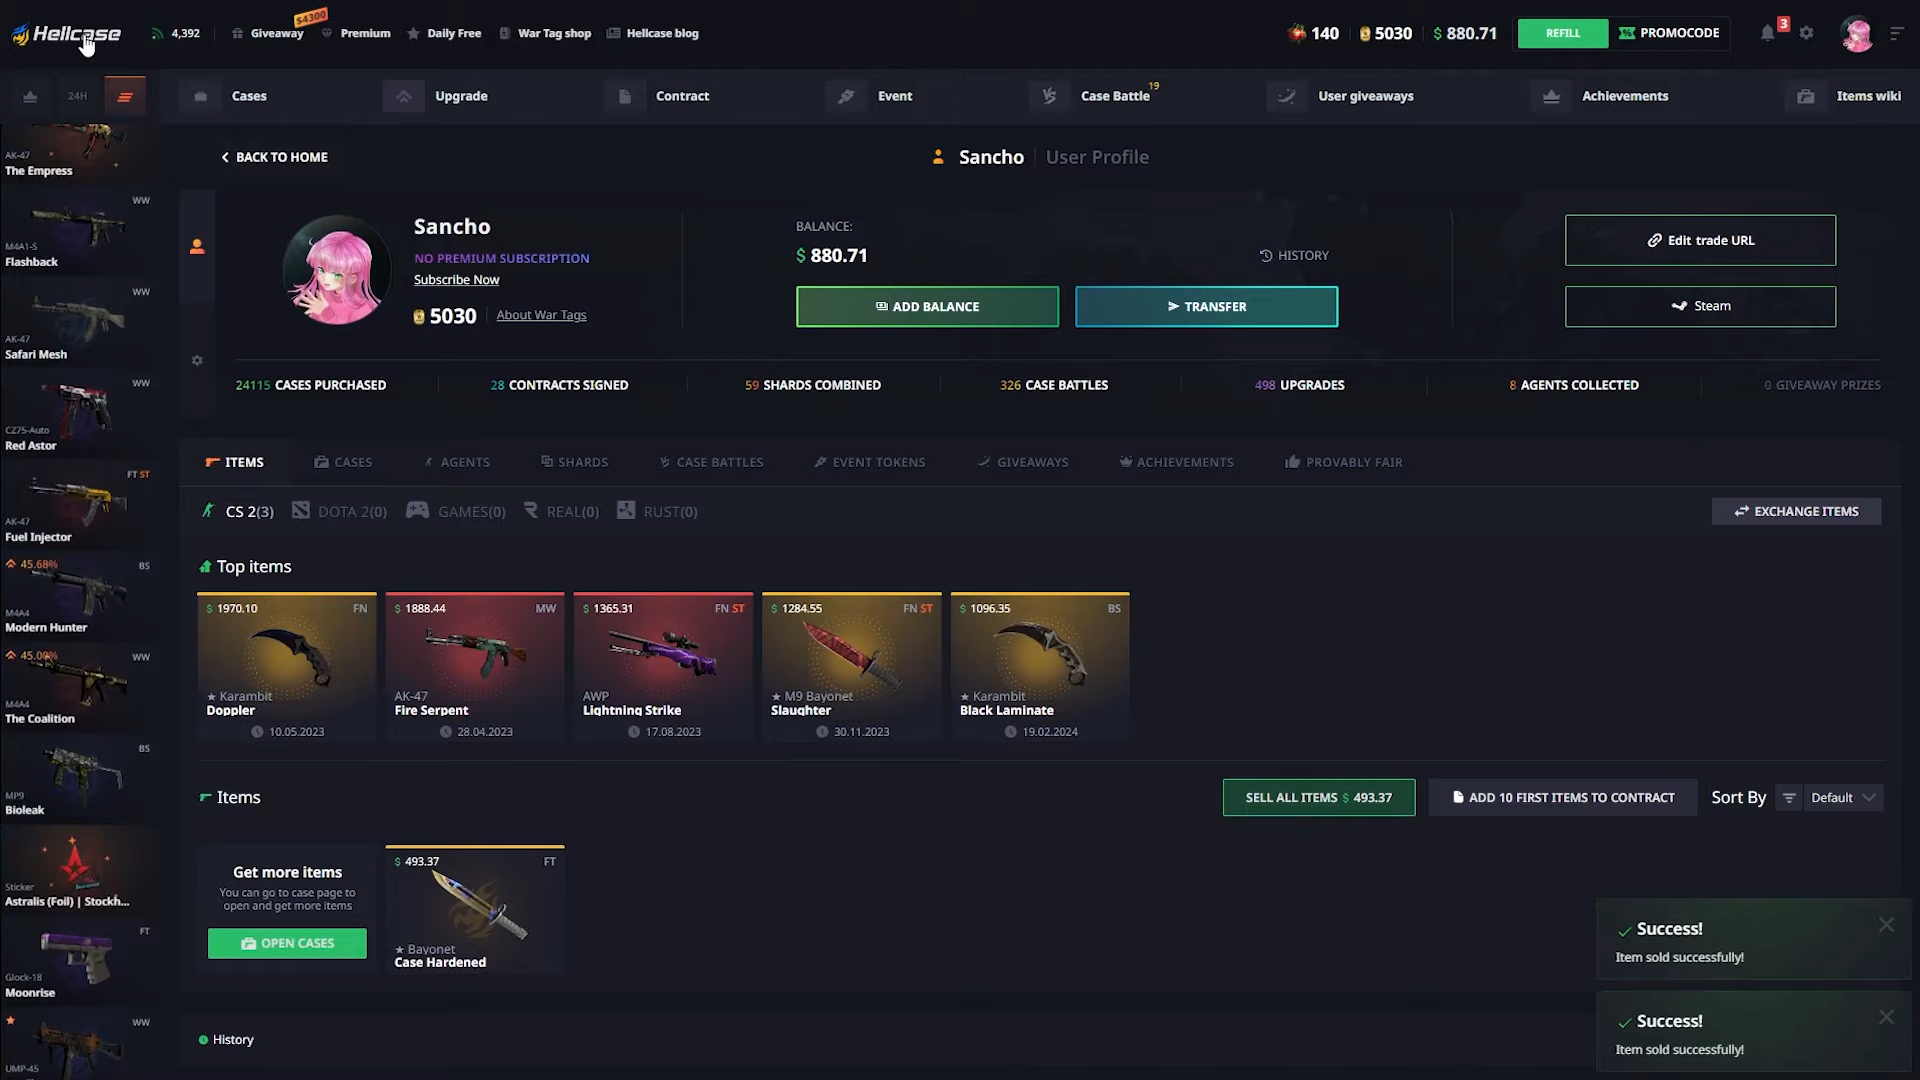 Hellcase
4,392
$4300
Giveaway
Premium
Daily Free
War Tag shop
Hellcase blog
140
5030
$ 880.71
REFILL
PROMOCODE
3
24H
Cases
Upgrade
Contract
Event
Case Battle 19
User giveaways
Achievements
Items wiki
AK-47
The Empress
WW
M4A1-S
Flashback
WW
AK-47
Safari Mesh
WW
CZ75-Auto
Red Astor
FT ST
AK-47
Fuel Injector
45.68%
BS
M4A4
Modern Hunter
45.00%
WW
M4A4
The Coalition
BS
MP9
Bioleak
Sticker
Astralis (Foil) | Stockh...
FT
Glock-18
Moonrise
WW
UMP-45
BACK TO HOME
Sancho
User Profile
Sancho
NO PREMIUM SUBSCRIPTION
Subscribe Now
5030
About War Tags
BALANCE:
$ 880.71
HISTORY
ADD BALANCE
TRANSFER
Edit trade URL
Steam
24115 CASES PURCHASED
28 CONTRACTS SIGNED
59 SHARDS COMBINED
326 CASE BATTLES
498 UPGRADES
8 AGENTS COLLECTED
0 GIVEAWAY PRIZES
ITEMS
CASES
AGENTS
SHARDS
CASE BATTLES
EVENT TOKENS
GIVEAWAYS
ACHIEVEMENTS
PROVABLY FAIR
CS 2(3)
DOTA 2(0)
GAMES(0)
REAL(0)
RUST(0)
EXCHANGE ITEMS
Top items
$ 1970.10
FN
★ Karambit
Doppler
10.05.2023
$ 1888.44
MW
AK-47
Fire Serpent
28.04.2023
$ 1365.31
FN ST
AWP
Lightning Strike
17.08.2023
$ 1284.55
FN ST
★ M9 Bayonet
Slaughter
30.11.2023
$ 1096.35
BS
★ Karambit
Black Laminate
19.02.2024
Items
SELL ALL ITEMS $ 493.37
ADD 10 FIRST ITEMS TO CONTRACT
Sort By
Default
Get more items
You can go to case page to
open and get more items
OPEN CASES
$ 493.37
FT
★ Bayonet
Case Hardened
History
Success!
Item sold successfully!
Success!
Item sold successfully!